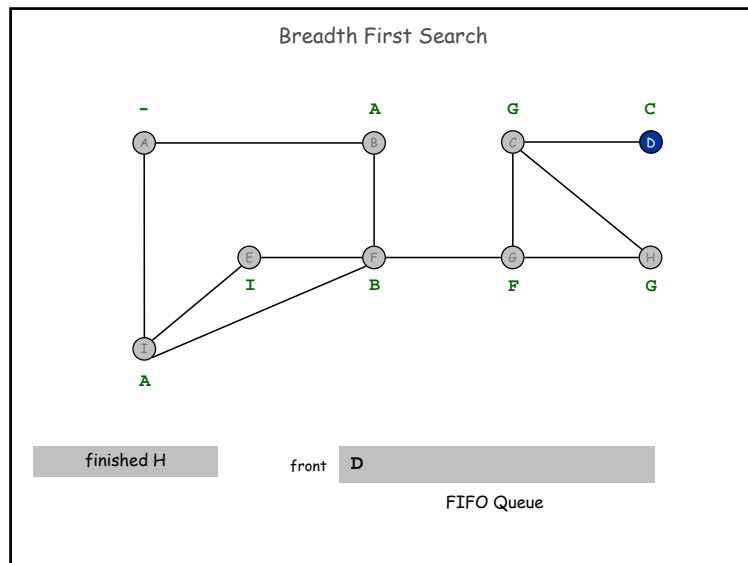 Breadth First Search
- A G C
A B C D
E F G H
I B F G
I
A
finished H
front D
FIFO Queue